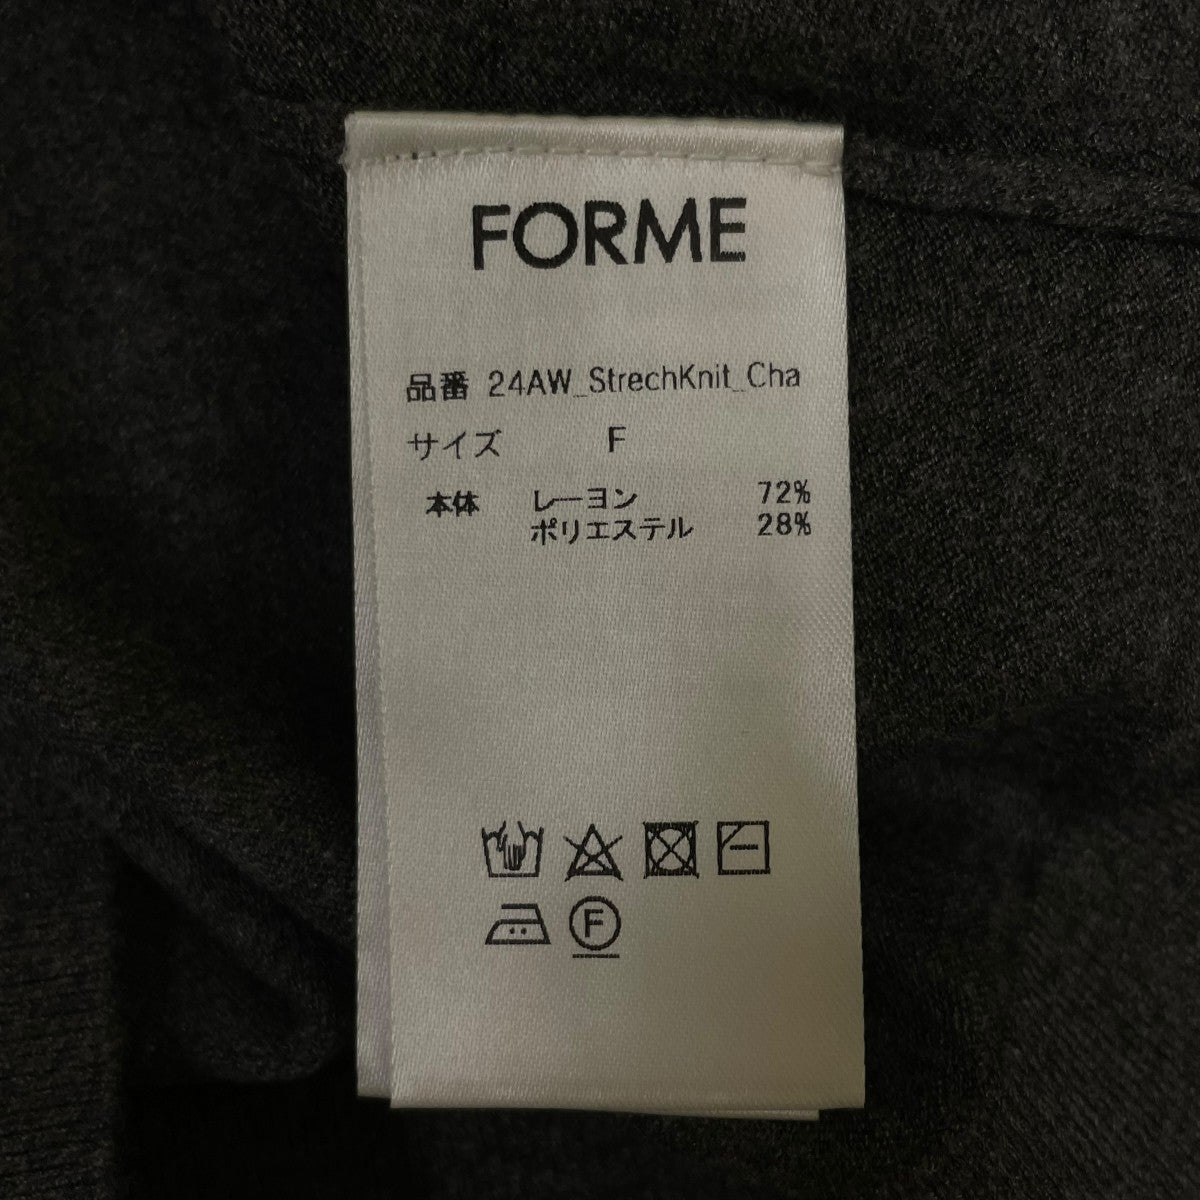 FORME
品番 24AW_StrechKnit_Cha
サイズ F
本体 レーヨン 72%
ポリエステル 28%
F